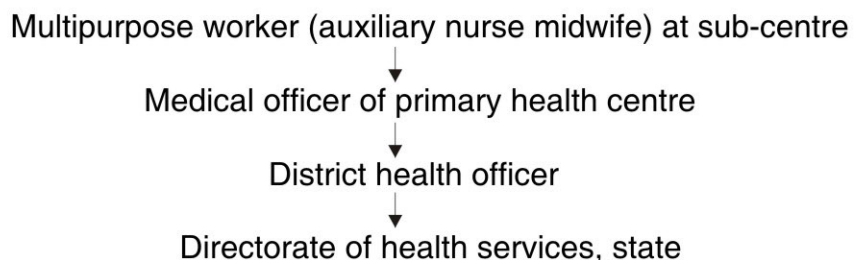 Multipurpose worker (auxiliary nurse midwife) at sub-centre
Medical officer of primary health centre
District health officer
Directorate of health services, state